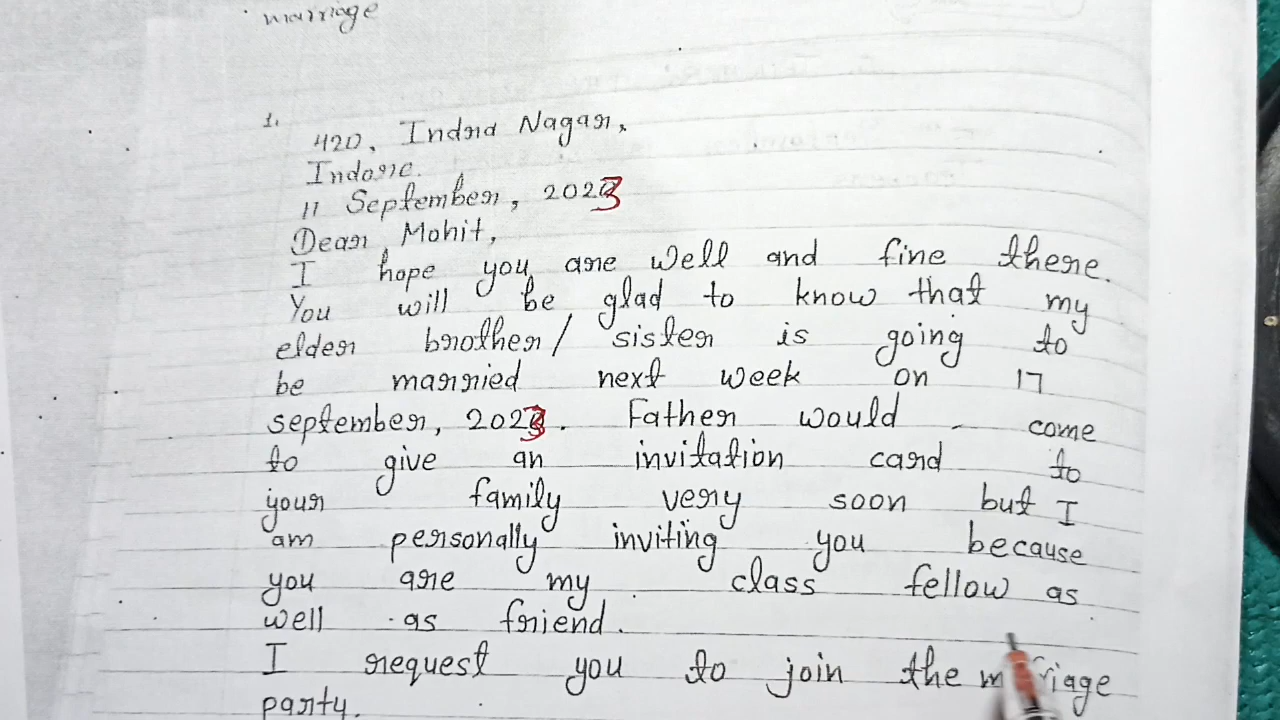 marriage
1.
420, Indra Nagar,
Indore.
11 September, 2023
Dear Mohit,
I hope you are well and fine there.
You will be glad to know that my
elder brother/ sister is going to
be married next week on 17
september, 2023. Father would come
to give an invitation card to
your family very soon but I
am personally inviting you because
you are my class fellow as
well as friend.
I request you to join the marriage
party.